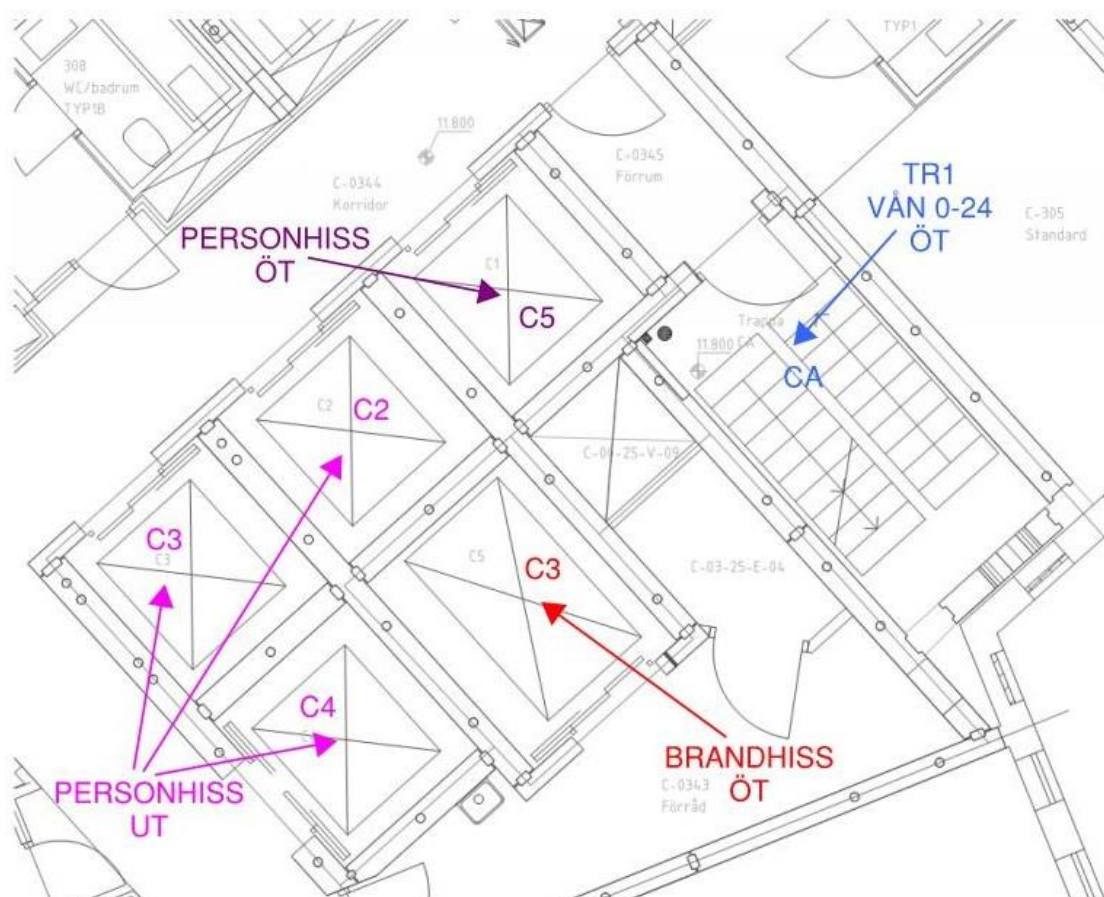 308
WC/badrum
TYP1B
TYP1
11.800
C-0345
Förrum
C-0344
Korridor
TR1
VÅN 0-24
ÖT
C-305
Standard
PERSONHISS
ÖT
C1
C5
Trappa
CA
11.800
CA
C2
C2
C-00-25-V-09
C3
C3
C5
C3
C-03-25-E-04
C4
PERSONHISS
UT
BRANDHISS
ÖT
C-0343
Förråd